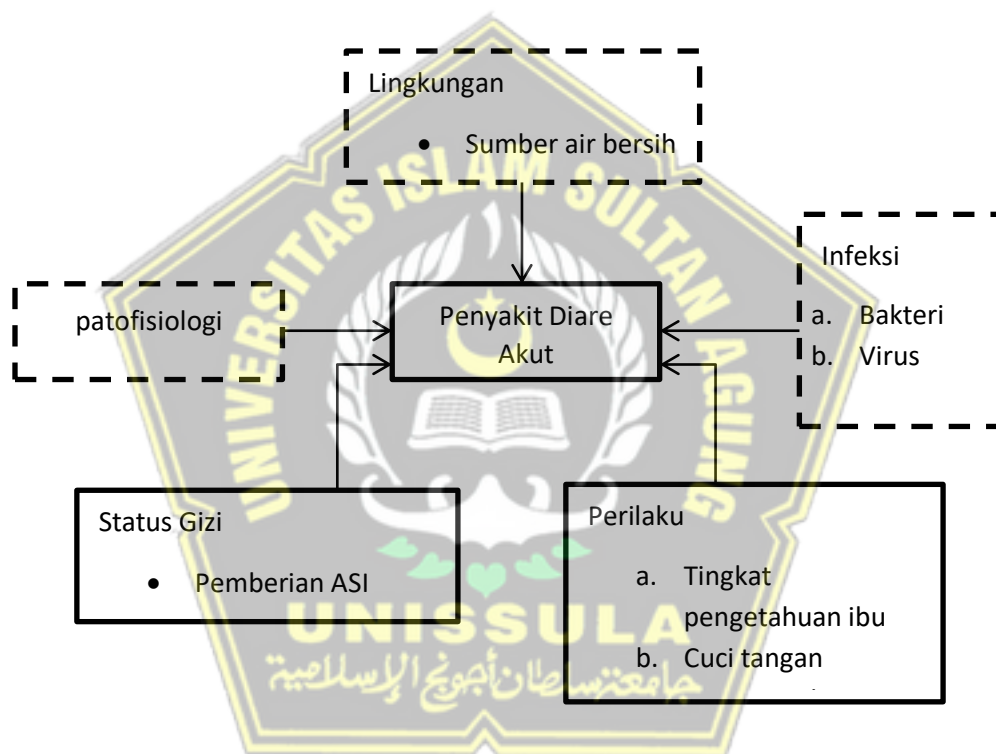 Lingkungan
• Sumber air bersih
patofisiologi
Penyakit Diare
Akut
Infeksi
a. Bakteri
b. Virus
Status Gizi
• Pemberian ASI
Perilaku
a. Tingkat
pengetahuan ibu
b. Cuci tangan
UNIVERSITAS ISLAM SULTAN AGUNG
UNISSULA
جامعتسلطان أجونج الإسلامية